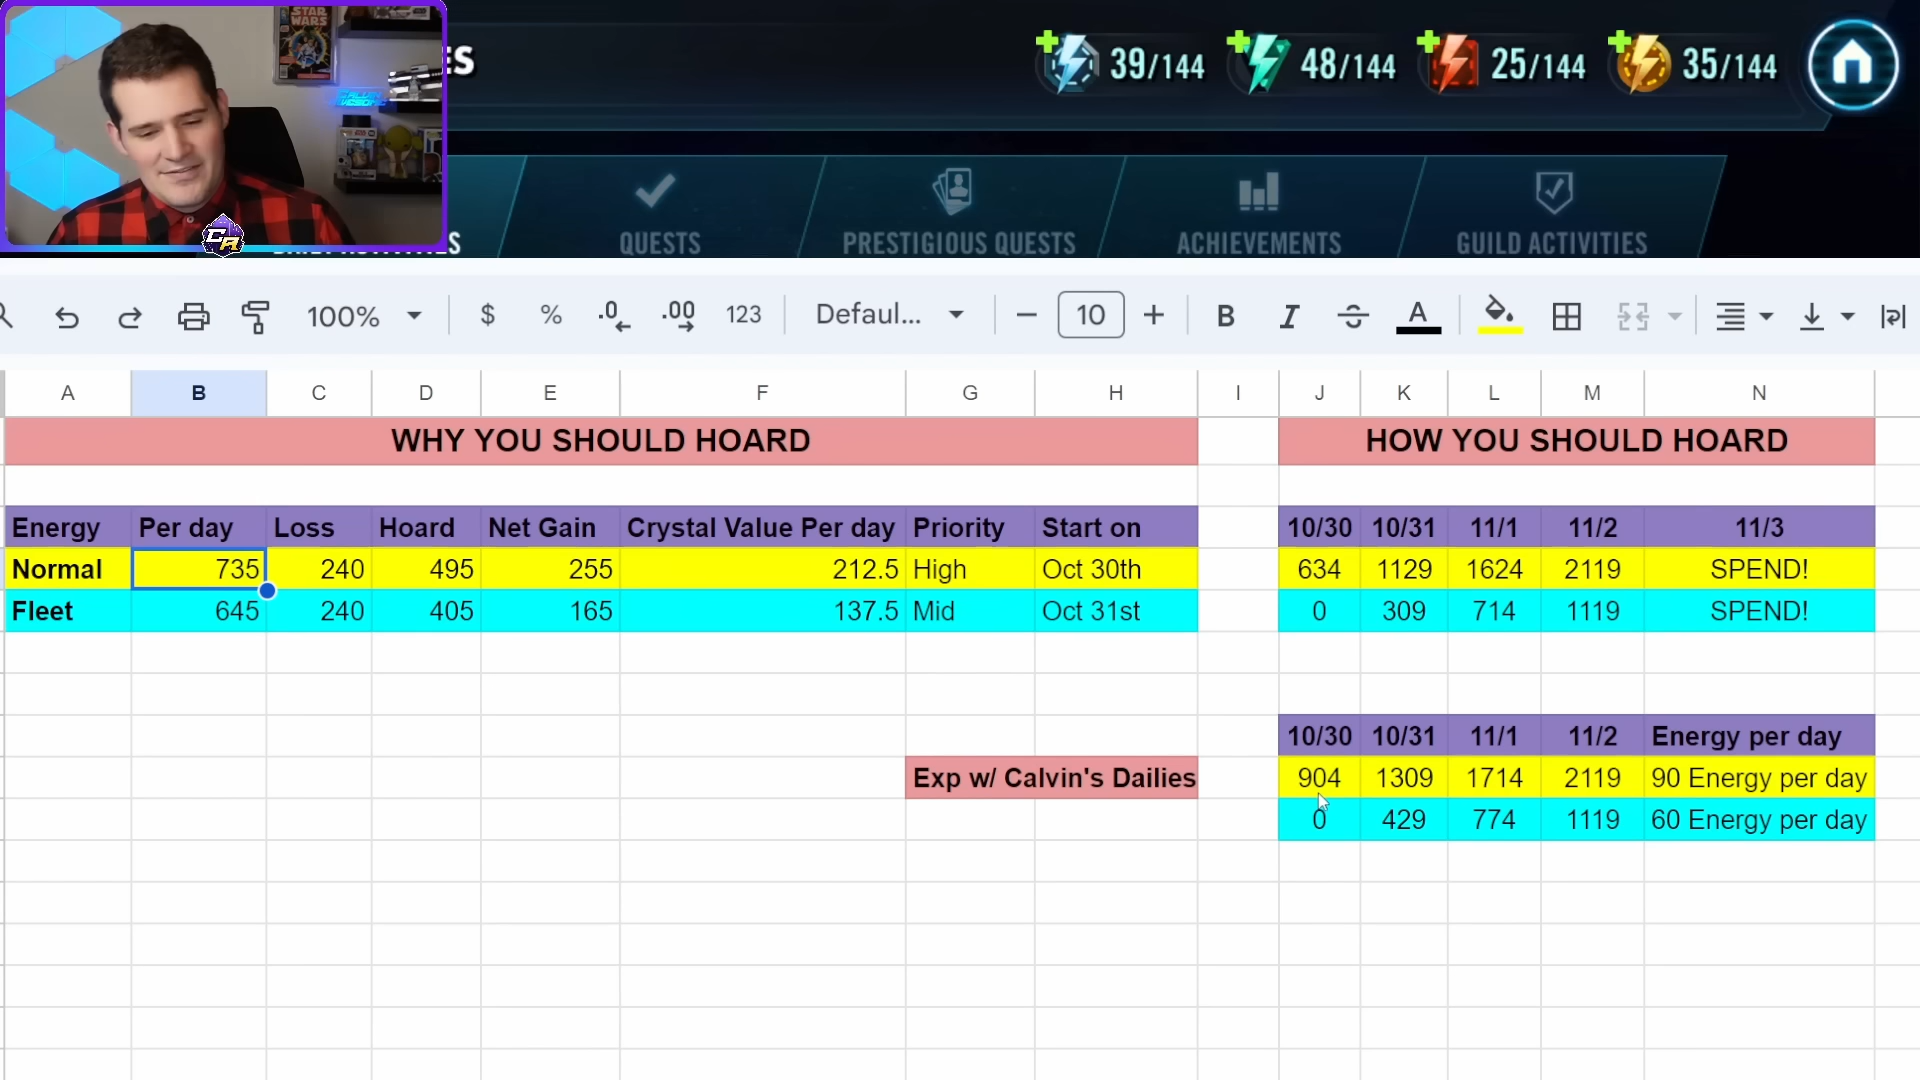 STAR WARS
ES
39/144
48/144
25/144
35/144
QUESTS
PRESTIGIOUS QUESTS
ACHIEVEMENTS
GUILD ACTIVITIES
CR
100%
$
%
.0
.00
123
Defaul...
10
B
I
A
A B C D E F G H I J K L M N
WHY YOU SHOULD HOARD
HOW YOU SHOULD HOARD
Energy Per day Loss Hoard Net Gain Crystal Value Per day Priority Start on 10/30 10/31 11/1 11/2 11/3
Normal 735 240 495 255 212.5 High Oct 30th 634 1129 1624 2119 SPEND!
Fleet 645 240 405 165 137.5 Mid Oct 31st 0 309 714 1119 SPEND!
10/30 10/31 11/1 11/2 Energy per day
Exp w/ Calvin's Dailies 904 1309 1714 2119 90 Energy per day
0 429 774 1119 60 Energy per day